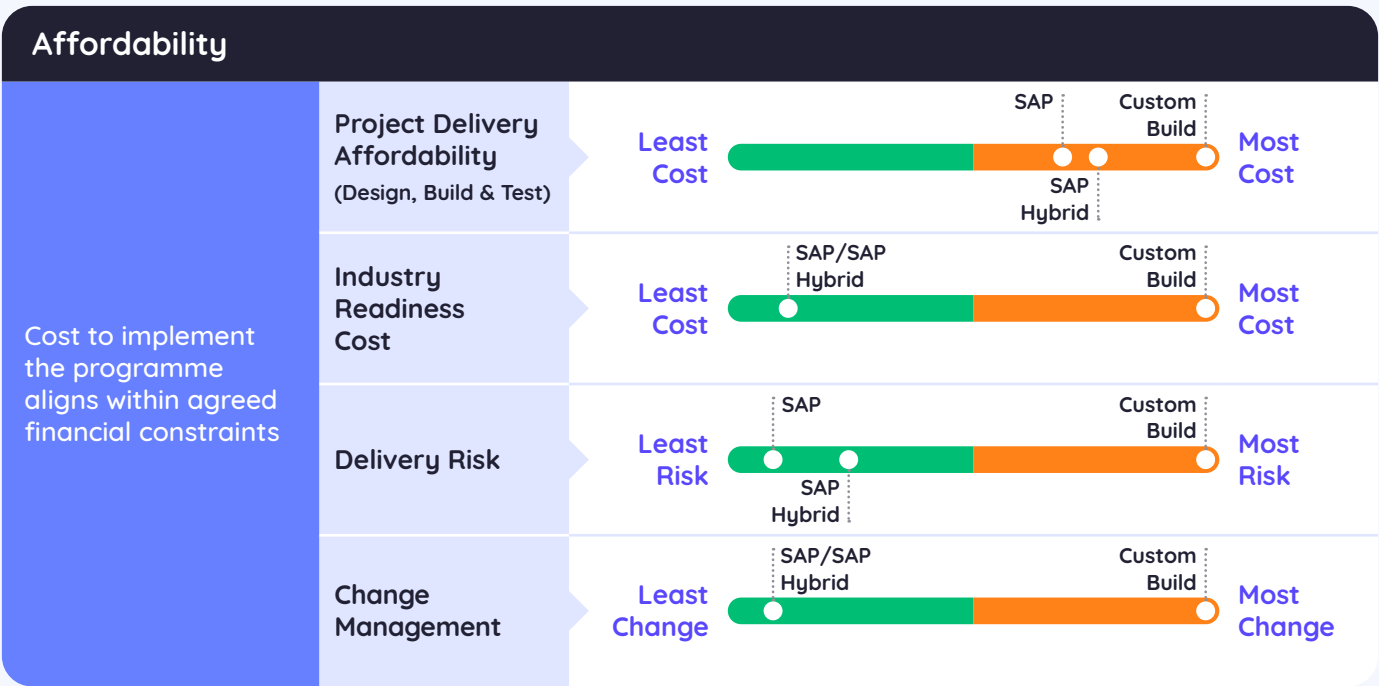 Affordability
Cost to implement
the programme
aligns within agreed
financial constraints
Project Delivery
Affordability
(Design, Build & Test)
Least
Cost
SAP
SAP
Hybrid
Custom
Build
Most
Cost
Industry
Readiness
Cost
Least
Cost
SAP/SAP
Hybrid
Custom
Build
Most
Cost
Delivery Risk
Least
Risk
SAP
SAP
Hybrid
Custom
Build
Most
Risk
Change
Management
Least
Change
SAP/SAP
Hybrid
Custom
Build
Most
Change